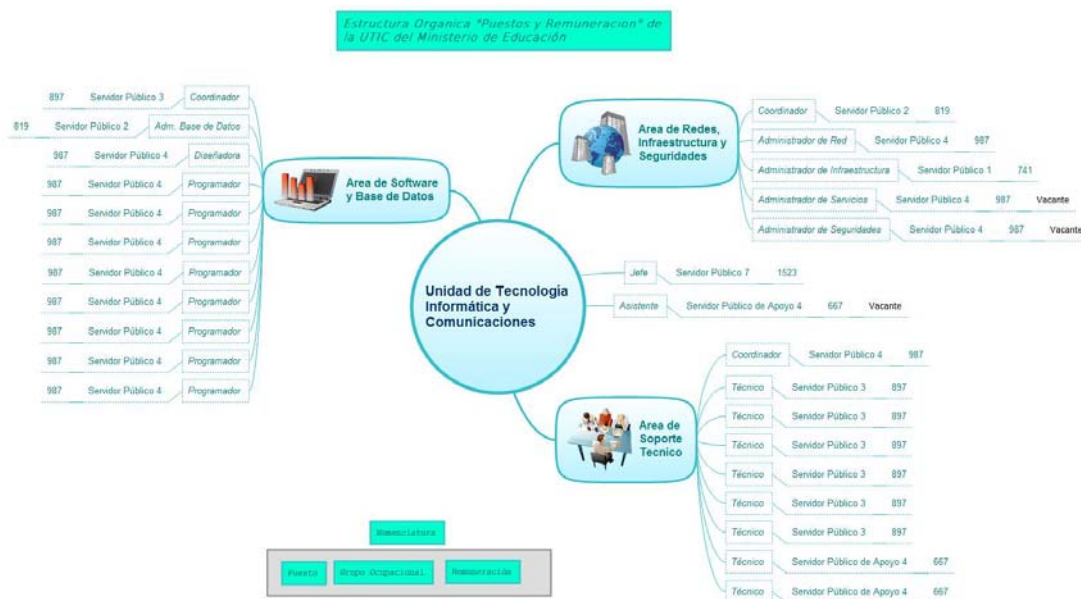 Estructura Organica "Puestos y Remuneracion" de
la UTIC del Ministerio de Educación
897 Servidor Público 3 Coordinador
819 Servidor Público 2 Adm. Base de Datos
987 Servidor Público 4 Diseñadora
987 Servidor Público 4 Programador
987 Servidor Público 4 Programador
987 Servidor Público 4 Programador
987 Servidor Público 4 Programador
987 Servidor Público 4 Programador
987 Servidor Público 4 Programador
987 Servidor Público 4 Programador
987 Servidor Público 4 Programador
Area de Software
y Base de Datos
Area de Redes,
Infraestructura y
Seguridades
Coordinador Servidor Público 2 819
Administrador de Red Servidor Público 4 987
Administrador de Infraestructura Servidor Público 1 741
Administrador de Servicios Servidor Público 4 987 Vacante
Administrador de Seguridades Servidor Público 4 987 Vacante
Unidad de Tecnología
Informática y
Comunicaciones
Jefe Servidor Público 7 1523
Asistente Servidor Público de Apoyo 4 667 Vacante
Area de
Soporte
Tecnico
Coordinador Servidor Público 4 987
Técnico Servidor Público 3 897
Técnico Servidor Público 3 897
Técnico Servidor Público 3 897
Técnico Servidor Público 3 897
Técnico Servidor Público 3 897
Técnico Servidor Público 3 897
Técnico Servidor Público de Apoyo 4 667
Técnico Servidor Público de Apoyo 4 667
Nomenclatura
Puesto Grupo Ocupacional Remuneración